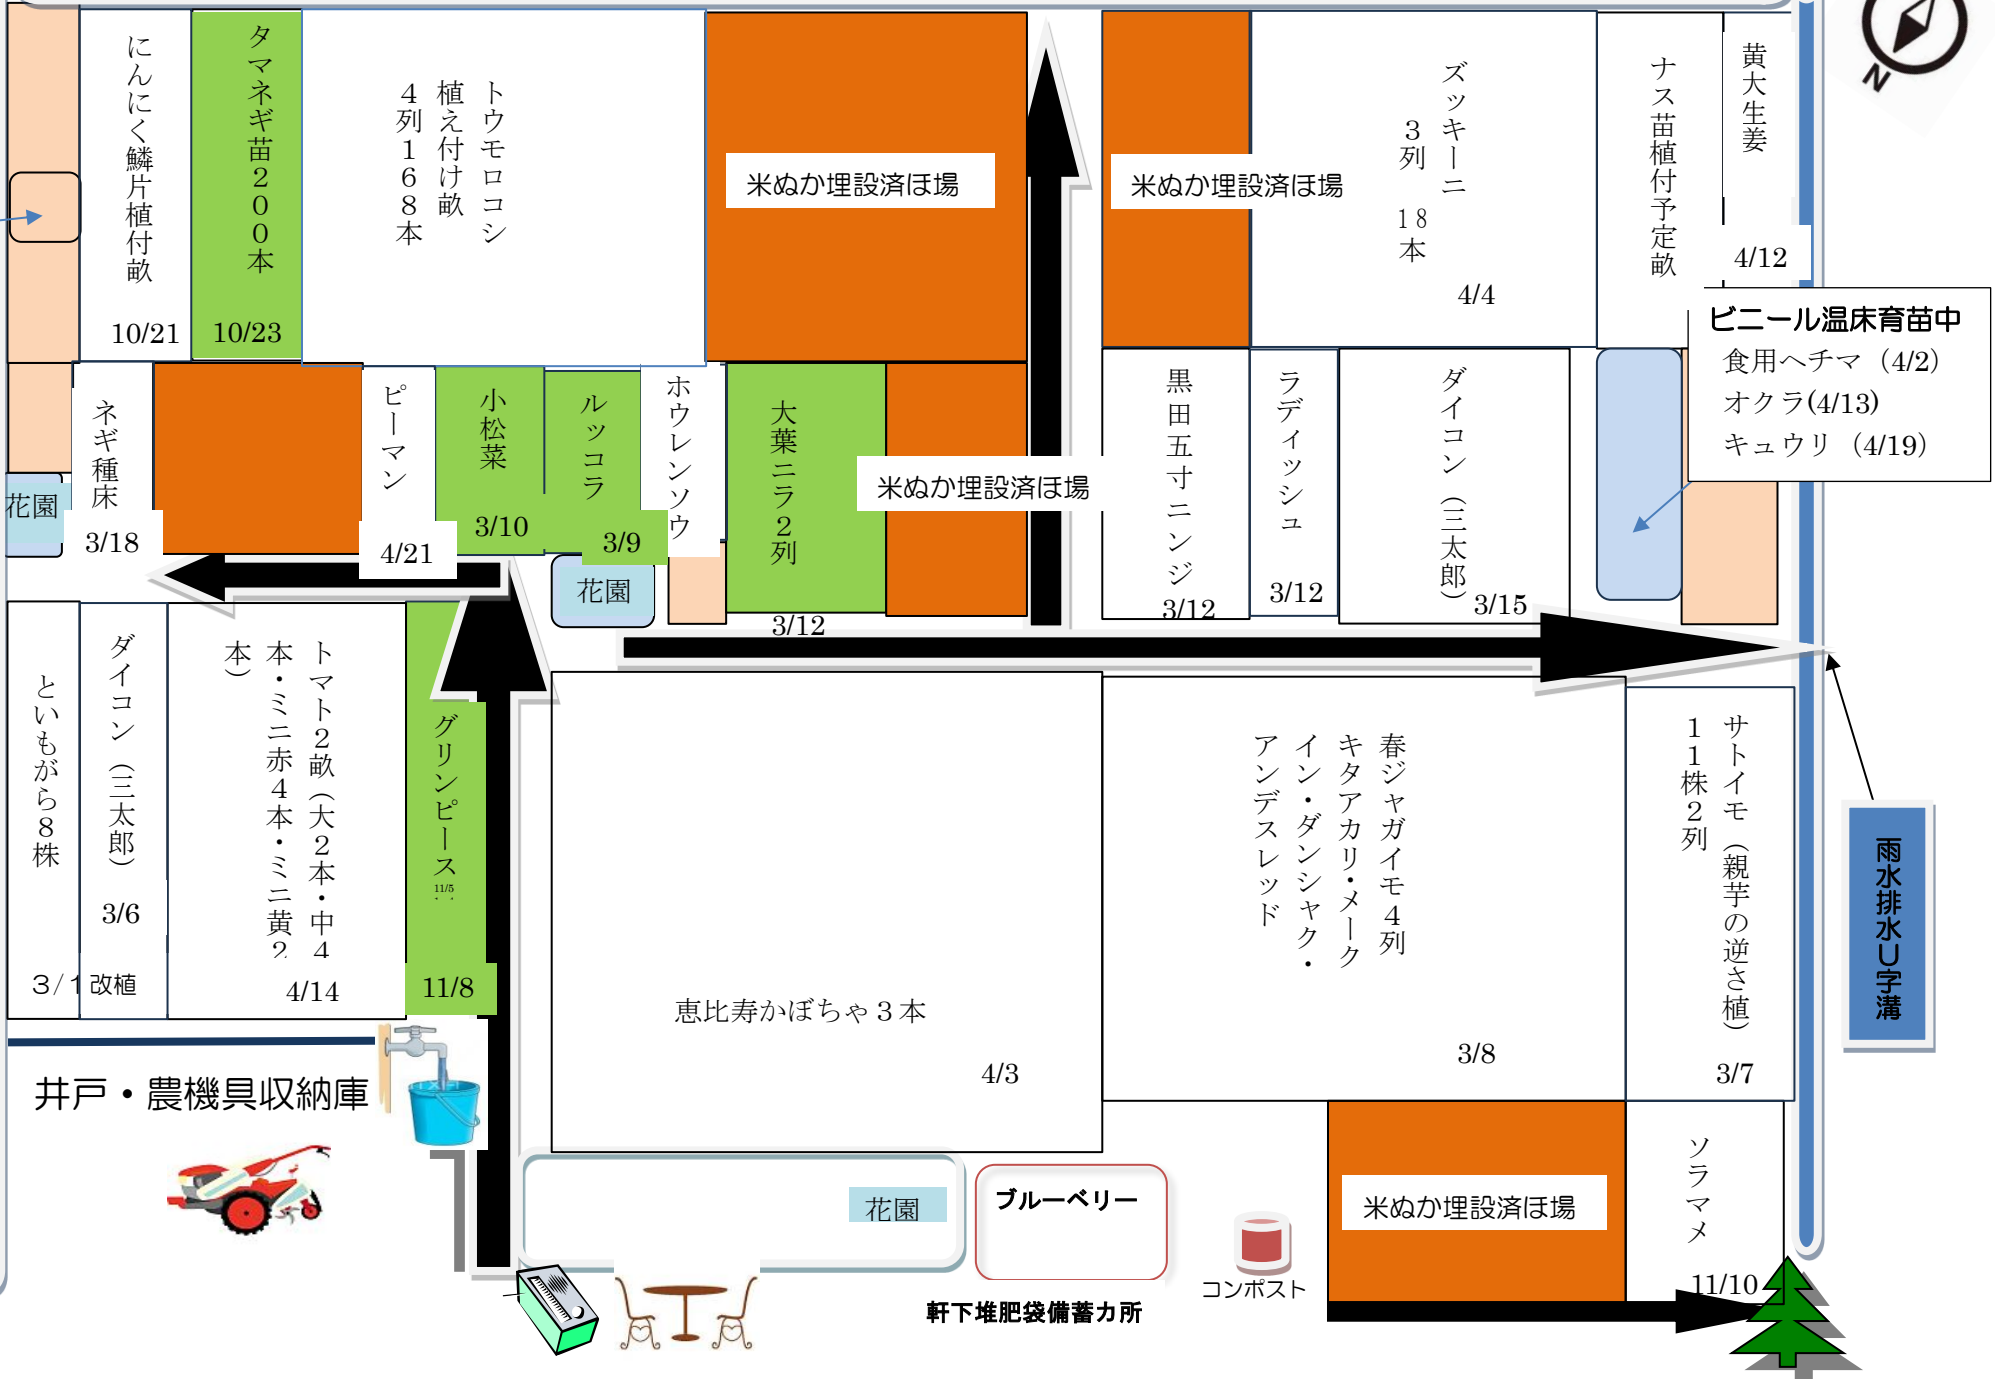 N
にんにく鱗片植付畝
10/21
タマネギ苗２００本
10/23
トウモロコシ
植え付け畝
４列１６８本
米ぬか埋設済ほ場
米ぬか埋設済ほ場
ズッキーニ
３列　18本
4/4
ナス苗植付予定畝
黄大生姜
4/12
ビニール温床育苗中
食用ヘチマ（4/2）
オクラ(4/13)
キュウリ（4/19）
花園
ネギ種床
3/18
ピーマン
4/21
小松菜
3/10
ルッコラ
3/9
ホウレンソウ
花園
大葉ニラ２列
3/12
米ぬか埋設済ほ場
黒田五寸ニンジン
3/12
ラディッシュ
3/12
ダイコン（三太郎）
3/15
といもがら８株
3/1改植
ダイコン（三太郎）
3/6
トマト２畝（大２本・中４
本・ミニ赤４本・ミニ黄２
本）
4/14
グリンピース
11/5
11/8
恵比寿かぼちゃ３本
4/3
春ジャガイモ４列
キタアカリ・メーク
イン・ダンシャク・
アンデスレッド
3/8
サトイモ（親芋の逆さ植）
１１株２列
3/7
雨水排水U字溝
井戸・農機具収納庫
花園
ブルーベリー
コンポスト
軒下堆肥袋備蓄カ所
米ぬか埋設済ほ場
ソラマメ
11/10